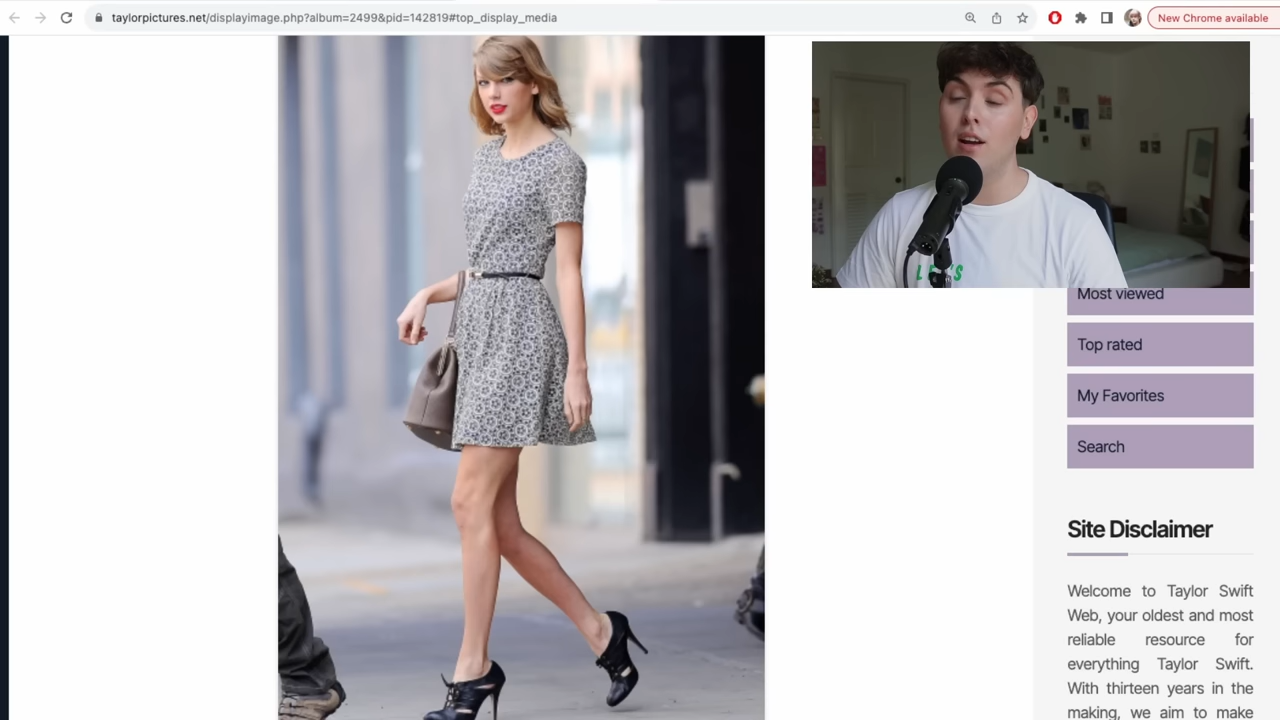 taylorpictures.net/displayimage.php?album=2499&pid=142819#top_display_media
New Chrome available
Most viewed
Top rated
My Favorites
Search
Site Disclaimer
Welcome to Taylor Swift
Web, your oldest and most
reliable resource for
everything Taylor Swift.
With thirteen years in the
making, we aim to make